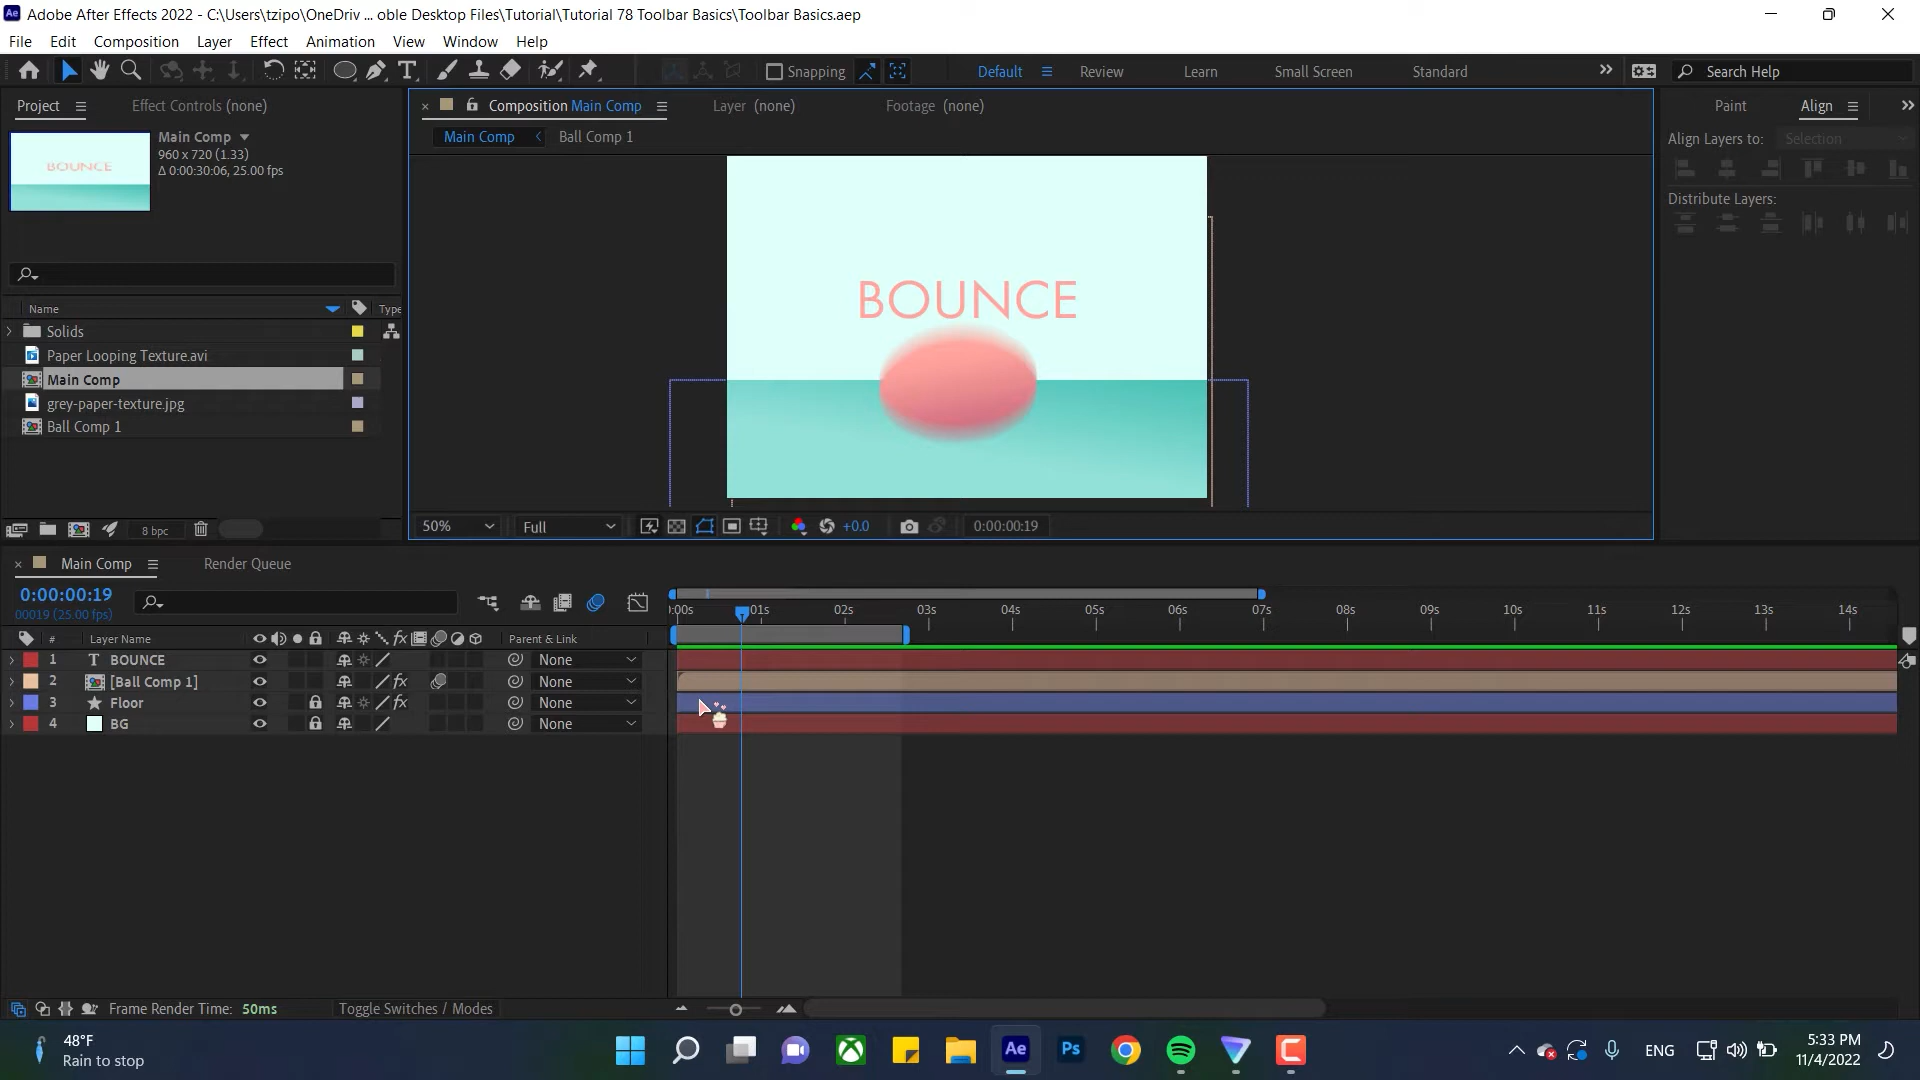 Ae Adobe After Effects 2022 - C:\Users\tzipo\OneDriv ... oble Desktop Files\Tutorial\Tutorial 78 Toolbar Basics\Toolbar Basics.aep
File Edit Composition Layer Effect Animation View Window Help
T Snapping Default Review Learn Small Screen Standard Search Help
Project Effect Controls (none) Composition Main Comp Layer (none) Footage (none) Paint Align
Main Comp Ball Comp 1
Main Comp
960 x 720 (1.33)
Δ 0:00:30:06, 25.00 fps
BOUNCE
Align Layers to: Selection
Distribute Layers:
BOUNCE
Name Type
Solids
Paper Looping Texture.avi
Main Comp
grey-paper-texture.jpg
Ball Comp 1
8 bpc
50% Full +0.0 0:00:00:19
Main Comp Render Queue
0:00:00:19
00019 (25.00 fps)
:00s 01s 02s 03s 04s 05s 06s 07s 08s 09s 10s 11s 12s 13s 14s
# Layer Name fx Parent & Link
1 T BOUNCE None
2 [Ball Comp 1] fx None
3 Floor fx None
4 BG None
Frame Render Time: 50ms Toggle Switches / Modes
48°F
Rain to stop
Ae Ps
ENG
5:33 PM
11/4/2022